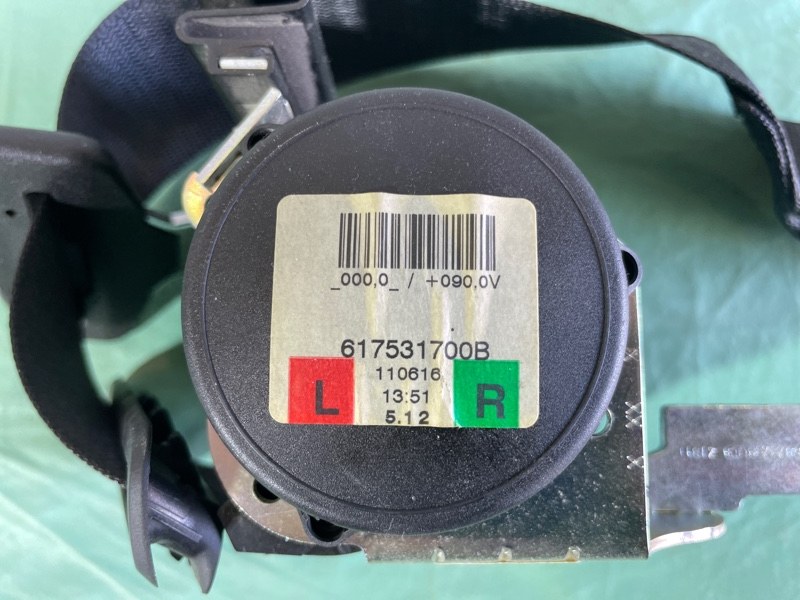 _000,0_ / +090,0V
617531700B
110616
L 13:51 R
5.12